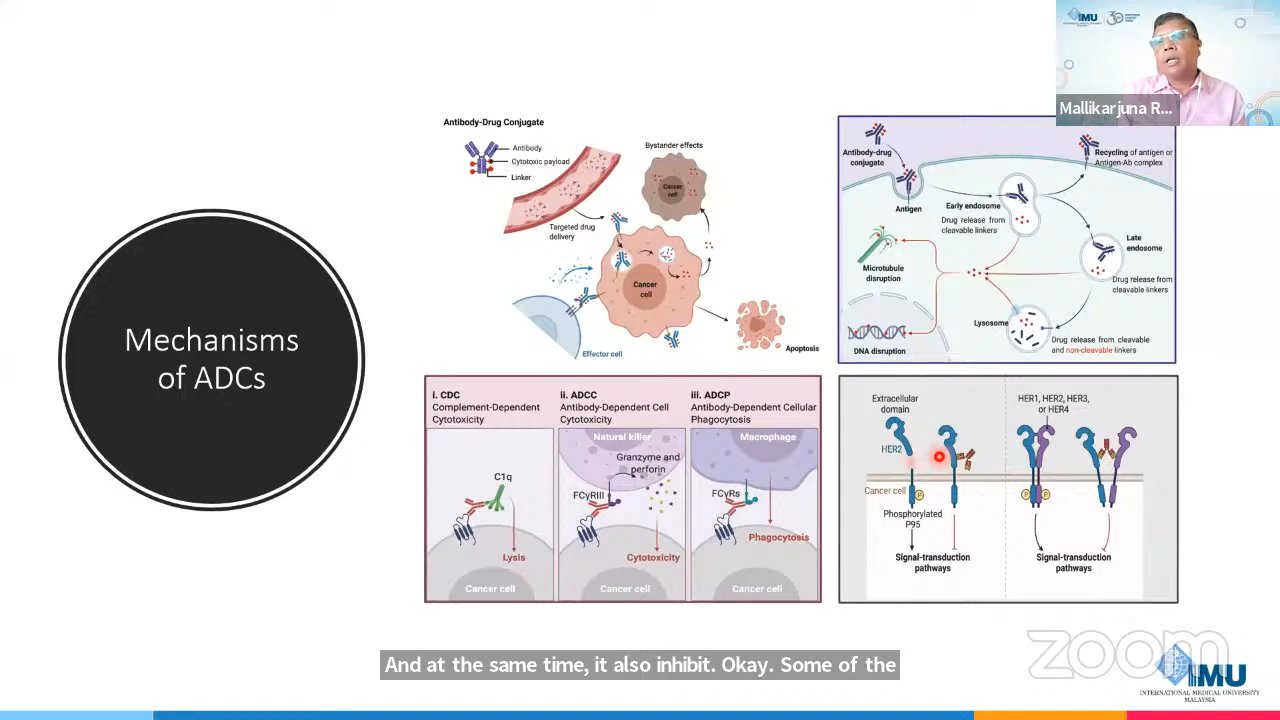 IMU
Mallikarjuna R...
Mechanisms
of ADCs
Antibody-Drug Conjugate
Antibody
Cytotoxic payload
Linker
Targeted drug
delivery
Bystander effects
Cancer
cell
Cancer
cell
Effector cell
Apoptosis
Antibody-drug
conjugate
Antigen
Early endosome
Drug release from
cleavable linkers
Recycling of antigen or
Antigen-Ab complex
Late
endosome
Drug release from
cleavable linkers
Microtubule
disruption
Lysosome
Drug release from cleavable
and non-cleavable linkers
DNA disruption
i. CDC
Complement-Dependent
Cytotoxicity
C1q
Lysis
Cancer cell
ii. ADCC
Antibody-Dependent Cell
Cytotoxicity
Natural killer
Granzyme and
perforin
FCγRIII
Cytotoxicity
Cancer cell
iii. ADCP
Antibody-Dependent Cellular
Phagocytosis
Macrophage
FCγRs
Phagocytosis
Cancer cell
Extracellular
domain
HER2
Cancer cell
P
Phosphorylated
P95
Signal-transduction
pathways
HER1, HER2, HER3,
or HER4
P
P
Signal-transduction
pathways
And at the same time, it also inhibit. Okay. Some of the
zoom
IMU
INTERNATIONAL MEDICAL UNIVERSITY
MALAYSIA